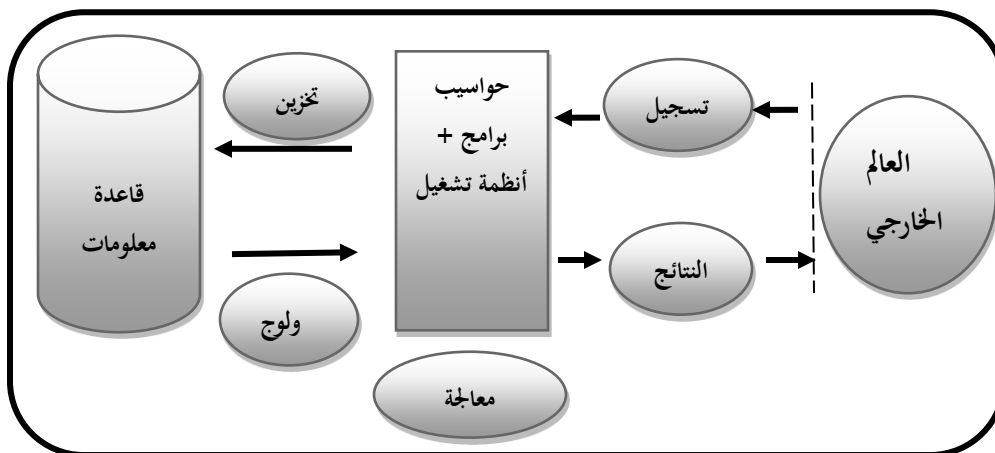 العالم
الخارجي
تسجيل
النتائج
حواسيب
برامج +
أنظمة تشغيل
معالجة
تخزين
ولوج
قاعدة
معلومات